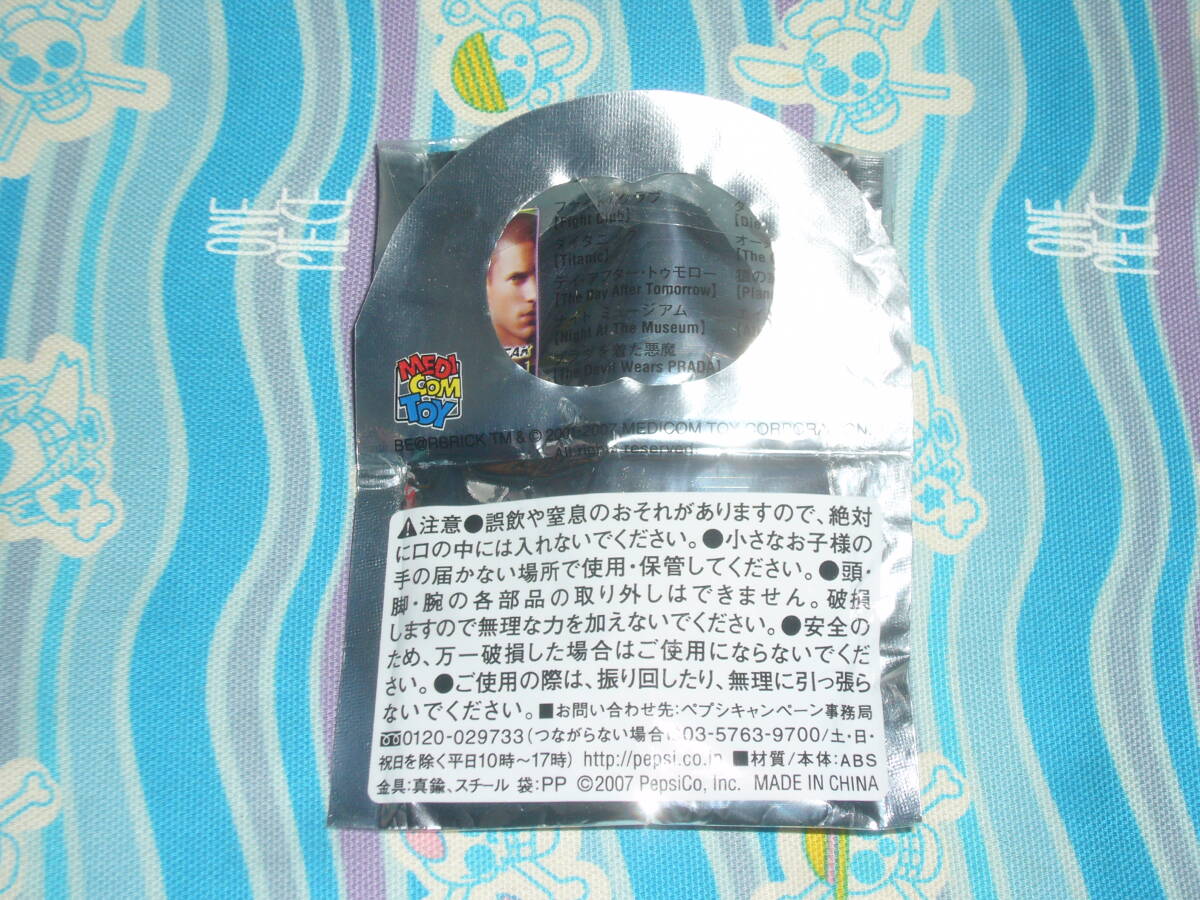 ONE
PIECE
ONE
PIECE
[Fight Club]
[Titanic]
デイ・アフター・トゥモロー
[The Day After Tomorrow]
ナイト ミュージアム
[Night At The Museum]
プラダを着た悪魔
[The Devil Wears PRADA]
MEDI
COM
TOY
BE@RBRICK TM & © 2001-2007 MEDICOM TOY CORPORATION.
All rights reserved.
⚠注意●誤飲や窒息のおそれがありますので、絶対
に口の中には入れないでください。●小さなお子様の
手の届かない場所で使用・保管してください。●頭・
脚・腕の各部品の取り外しはできません。破損
しますので無理な力を加えないでください。●安全の
ため、万一破損した場合はご使用にならないでくだ
さい。●ご使用の際は、振り回したり、無理に引っ張ら
ないでください。■お問い合わせ先:ペプシキャンペーン事務局
0120-029733(つながらない場合は03-5763-9700/土・日・
祝日を除く平日10時〜17時) http://pepsi.co.jp ■材質/本体:ABS
金具:真鍮、スチール 袋:PP ©2007 PepsiCo, Inc. MADE IN CHINA